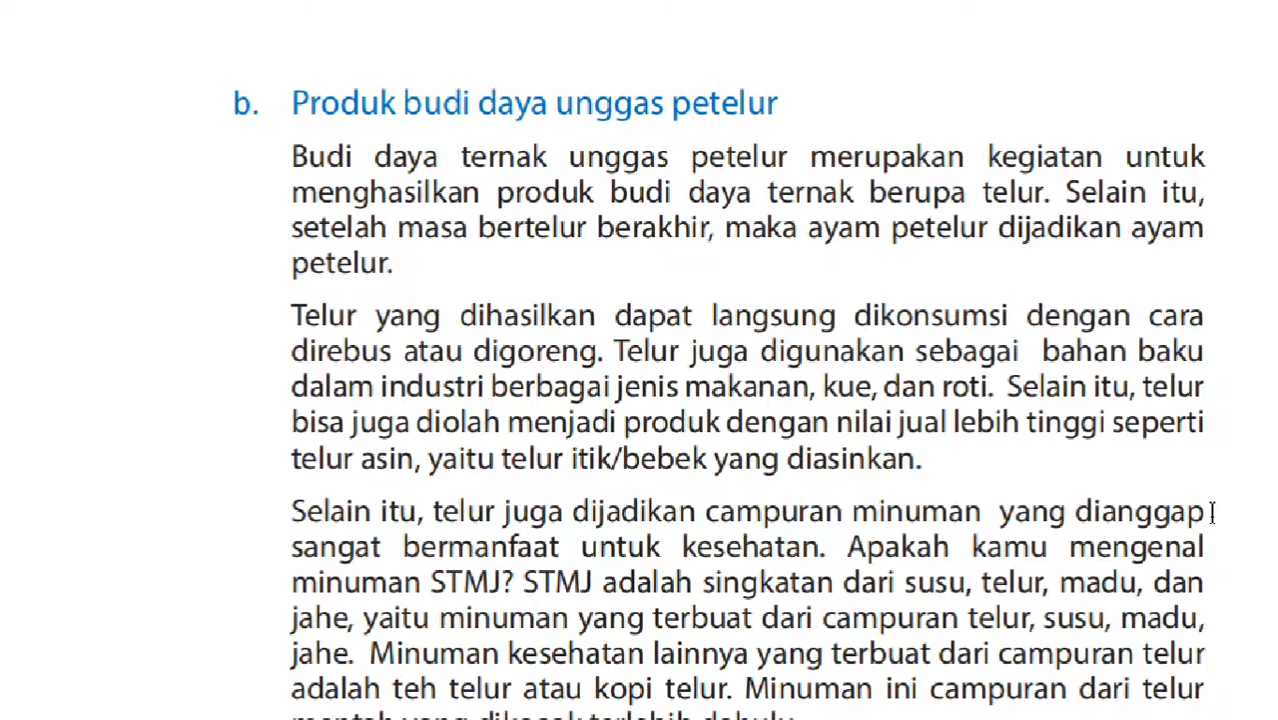 b. Produk budi daya unggas petelur
Budi daya ternak unggas petelur merupakan kegiatan untuk
menghasilkan produk budi daya ternak berupa telur. Selain itu,
setelah masa bertelur berakhir, maka ayam petelur dijadikan ayam
petelur.
Telur yang dihasilkan dapat langsung dikonsumsi dengan cara
direbus atau digoreng. Telur juga digunakan sebagai bahan baku
dalam industri berbagai jenis makanan, kue, dan roti. Selain itu, telur
bisa juga diolah menjadi produk dengan nilai jual lebih tinggi seperti
telur asin, yaitu telur itik/bebek yang diasinkan.
Selain itu, telur juga dijadikan campuran minuman yang dianggap
sangat bermanfaat untuk kesehatan. Apakah kamu mengenal
minuman STMJ? STMJ adalah singkatan dari susu, telur, madu, dan
jahe, yaitu minuman yang terbuat dari campuran telur, susu, madu,
jahe. Minuman kesehatan lainnya yang terbuat dari campuran telur
adalah teh telur atau kopi telur. Minuman ini campuran dari telur